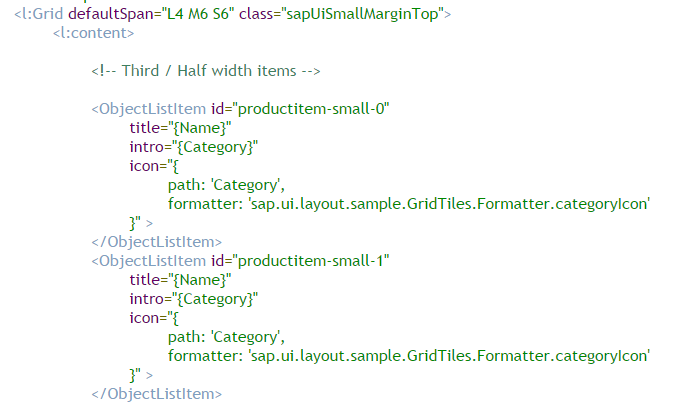 <l:Grid defaultSpan="L4 M6 S6" class="sapUiSmallMarginTop">
<l:content>
<!-- Third / Half width items -->
<ObjectListItem id="productitem-small-0"
title="{Name}"
intro="{Category}"
icon="{
path: 'Category',
formatter: 'sap.ui.layout.sample.GridTiles.Formatter.categoryIcon'
}" >
</ObjectListItem>
<ObjectListItem id="productitem-small-1"
title="{Name}"
intro="{Category}"
icon="{
path: 'Category',
formatter: 'sap.ui.layout.sample.GridTiles.Formatter.categoryIcon'
}" >
</ObjectListItem>